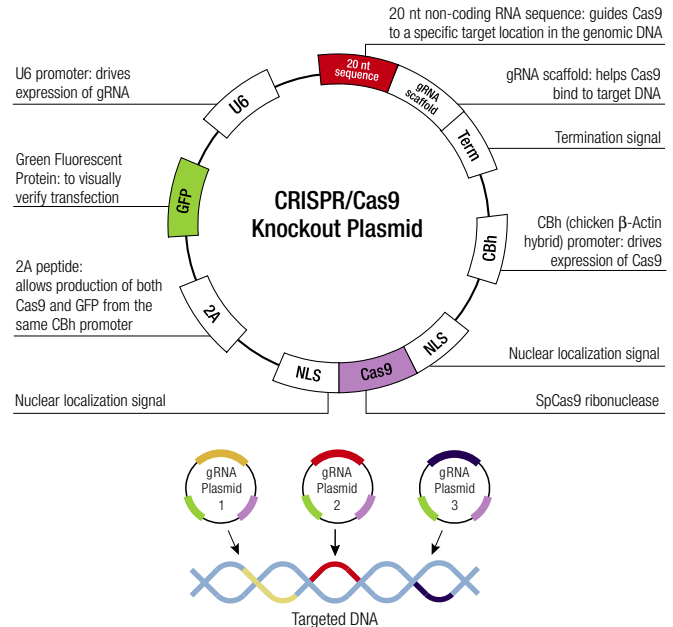 20 nt non-coding RNA sequence: guides Cas9
to a specific target location in the genomic DNA
U6 promoter: drives
expression of gRNA
gRNA scaffold: helps Cas9
bind to target DNA
20 nt
sequence
gRNA
scaffold
U6
Term
Termination signal
Green Fluorescent
Protein: to visually
verify transfection
GFP
CRISPR/Cas9
Knockout Plasmid
CBh
CBh (chicken β-Actin
hybrid) promoter: drives
expression of Cas9
2A peptide:
allows production of both
Cas9 and GFP from the
same CBh promoter
2A
NLS
Nuclear localization signal
NLS
Cas9
Nuclear localization signal
SpCas9 ribonuclease
gRNA
Plasmid
1
gRNA
Plasmid
2
gRNA
Plasmid
3
Targeted DNA